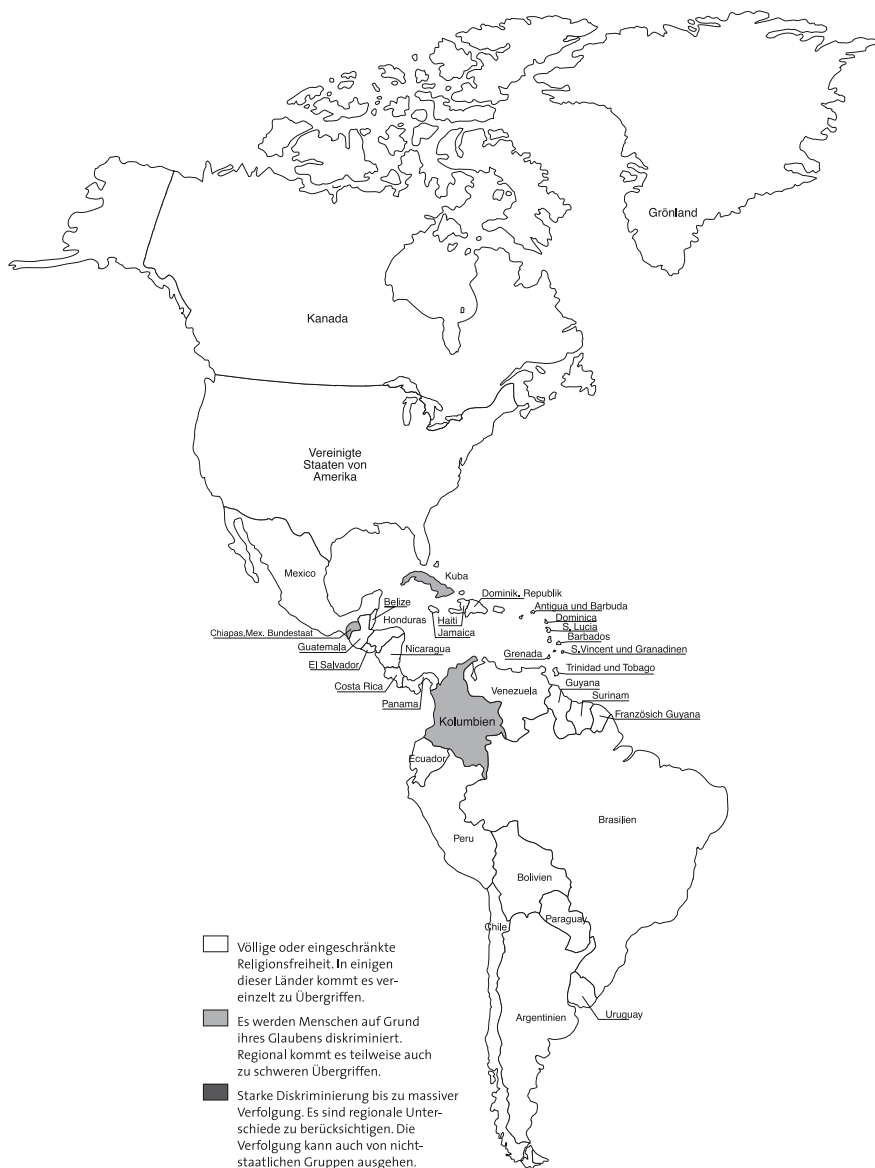 Grönland
Kanada
Vereinigte
Staaten von
Amerika
Mexico
Kuba
Dominik. Republik
Belize
Honduras
Haiti
Jamaica
Antigua und Barbuda
Dominica
S. Lucia
Barbados
S.Vincent und Granadinen
Grenada
Trinidad und Tobago
Chiapas,Mex. Bundestaat
Guatemala
Nicaragua
El Salvador
Costa Rica
Panama
Venezuela
Guyana
Surinam
Französich Guyana
Kolumbien
Ecuador
Brasilien
Peru
Bolivien
Paraguay
Chile
Argentinien
Uruguay
Völlige oder eingeschränkte
Religionsfreiheit. In einigen
dieser Länder kommt es ver-
einzelt zu Übergriffen.
Es werden Menschen auf Grund
ihres Glaubens diskriminiert.
Regional kommt es teilweise auch
zu schweren Übergriffen.
Starke Diskriminierung bis zu massiver
Verfolgung. Es sind regionale Unter-
schiede zu berücksichtigen. Die
Verfolgung kann auch von nicht-
staatlichen Gruppen ausgehen.